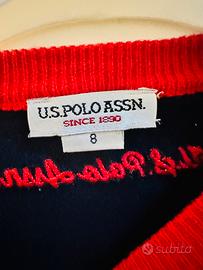 U.S. POLO ASSN.
SINCE 1890
8
U.S. Polo Assn.
subito